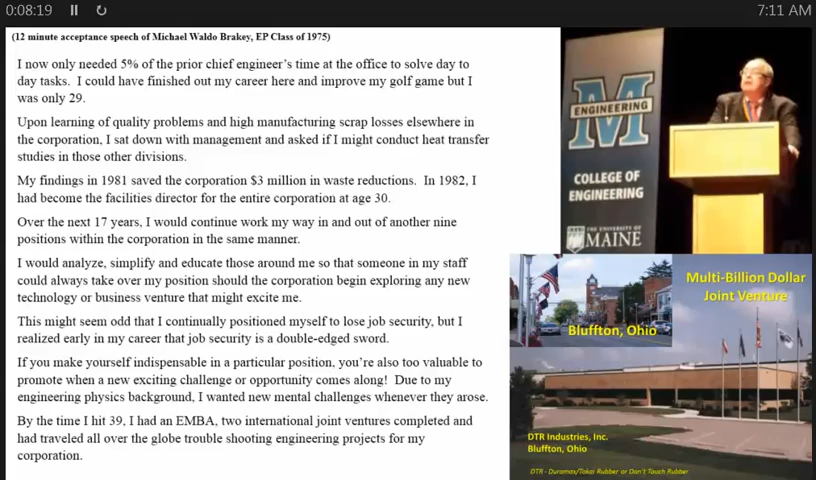 0:08:19
7:11 AM
(12 minute acceptance speech of Michael Waldo Brakey, EP Class of 1975)
I now only needed 5% of the prior chief engineer's time at the office to solve day to
day tasks.  I could have finished out my career here and improve my golf game but I
was only 29.
Upon learning of quality problems and high manufacturing scrap losses elsewhere in
the corporation, I sat down with management and asked if I might conduct heat transfer
studies in those other divisions.
My findings in 1981 saved the corporation $3 million in waste reductions.  In 1982, I
had become the facilities director for the entire corporation at age 30.
Over the next 17 years, I would continue work my way in and out of another nine
positions within the corporation in the same manner.
I would analyze, simplify and educate those around me so that someone in my staff
could always take over my position should the corporation begin exploring any new
technology or business venture that might excite me.
This might seem odd that I continually positioned myself to lose job security, but I
realized early in my career that job security is a double-edged sword.
If you make yourself indispensable in a particular position, you're also too valuable to
promote when a new exciting challenge or opportunity comes along!  Due to my
engineering physics background, I wanted new mental challenges whenever they arose.
By the time I hit 39, I had an EMBA, two international joint ventures completed and
had traveled all over the globe trouble shooting engineering projects for my
corporation.
M
ENGINEERING
COLLEGE OF
ENGINEERING
THE UNIVERSITY OF
MAINE
Bluffton, Ohio
Multi-Billion Dollar
Joint Venture
DTR Industries, Inc.
Bluffton, Ohio
DTR - Duramax/Tokai Rubber or Don't Touch Rubber